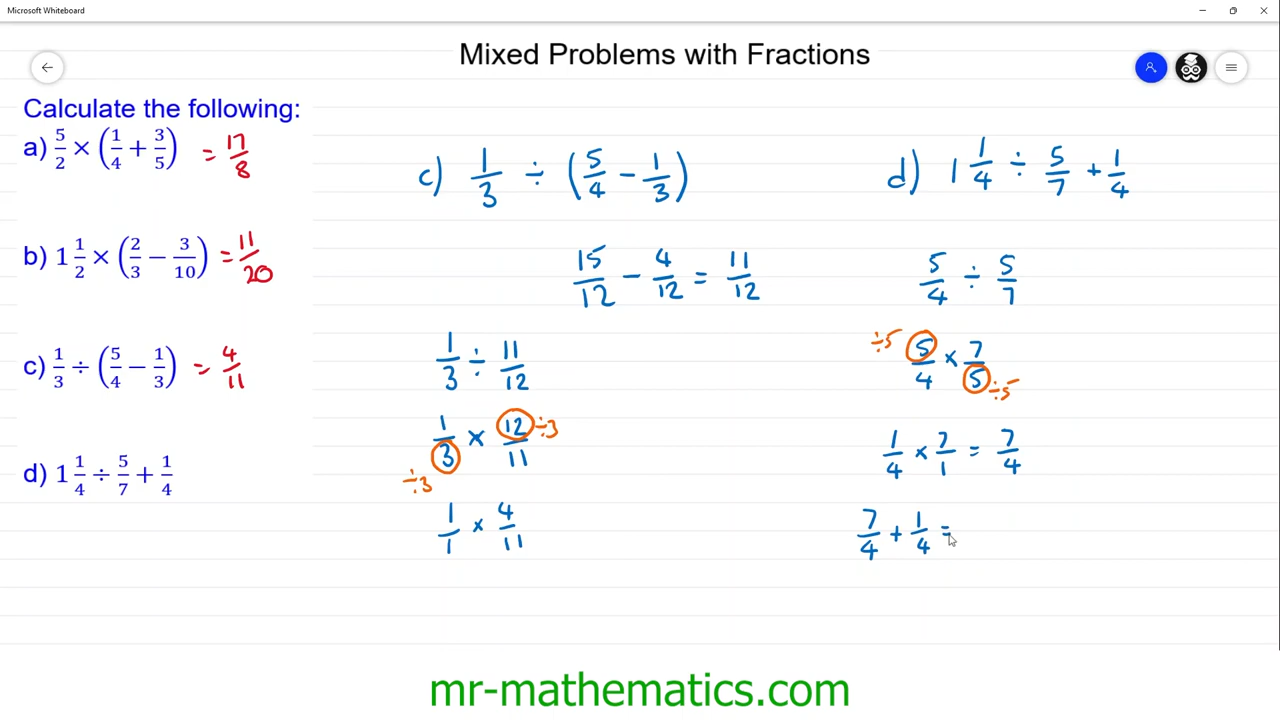 Microsoft Whiteboard
Mixed Problems with Fractions
Calculate the following:
a) 5/2 × (1/4 + 3/5) = 17/8
b) 1 1/2 × (2/3 − 3/10) = 11/20
c) 1/3 ÷ (5/4 − 1/3) = 4/11
d) 1 1/4 ÷ 5/7 + 1/4
c) 1/3 ÷ (5/4 − 1/3)
15/12 − 4/12 = 11/12
1/3 ÷ 11/12
1/3 × 12/11 ÷3
÷3
1/1 × 4/11
d) 1 1/4 ÷ 5/7 + 1/4
5/4 ÷ 5/7
÷5 5/4 × 7/5 ÷5
1/4 × 7/1 = 7/4
7/4 + 1/4 =
mr-mathematics.com